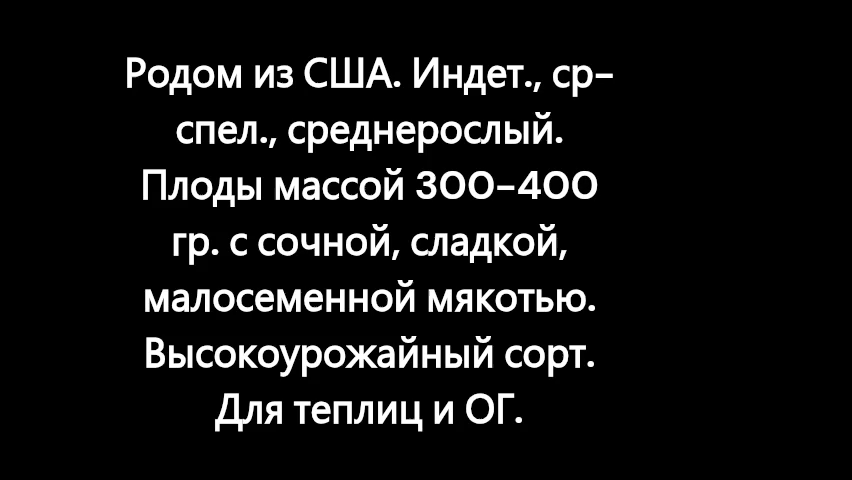 Родом из США. Индет., ср-
спел., среднерослый.
Плоды массой 300-400
гр. с сочной, сладкой,
малосеменной мякотью.
Высокоурожайный сорт.
Для теплиц и ОГ.